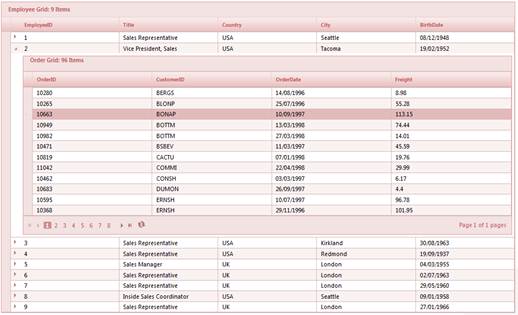 Employee Grid: 9 Items
EmployeeID Title Country City BirthDate
1 Sales Representative USA Seattle 08/12/1948
2 Vice President, Sales USA Tacoma 19/02/1952
Order Grid: 96 Items
OrderID CustomerID OrderDate Freight
10280 BERGS 14/08/1996 8.98
10265 BLONP 25/07/1996 55.28
10663 BONAP 10/09/1997 113.15
10949 BOTTM 13/03/1998 74.44
10982 BOTTM 27/03/1998 14.01
10471 BSBEV 11/03/1997 45.59
10819 CACTU 07/01/1998 19.76
11042 COMMI 22/04/1998 29.99
10462 CONSH 03/03/1997 6.17
10683 DUMON 26/09/1997 4.4
10595 ERNSH 10/07/1997 96.78
10368 ERNSH 29/11/1996 101.95
1 2 3 4 5 6 7 8 Page 1 of 1 pages
3 Sales Representative USA Kirkland 30/08/1963
4 Sales Representative USA Redmond 19/09/1937
5 Sales Manager UK London 04/03/1955
6 Sales Representative UK London 02/07/1963
7 Sales Representative UK London 29/05/1960
8 Inside Sales Coordinator USA Seattle 09/01/1958
9 Sales Representative UK London 27/01/1966